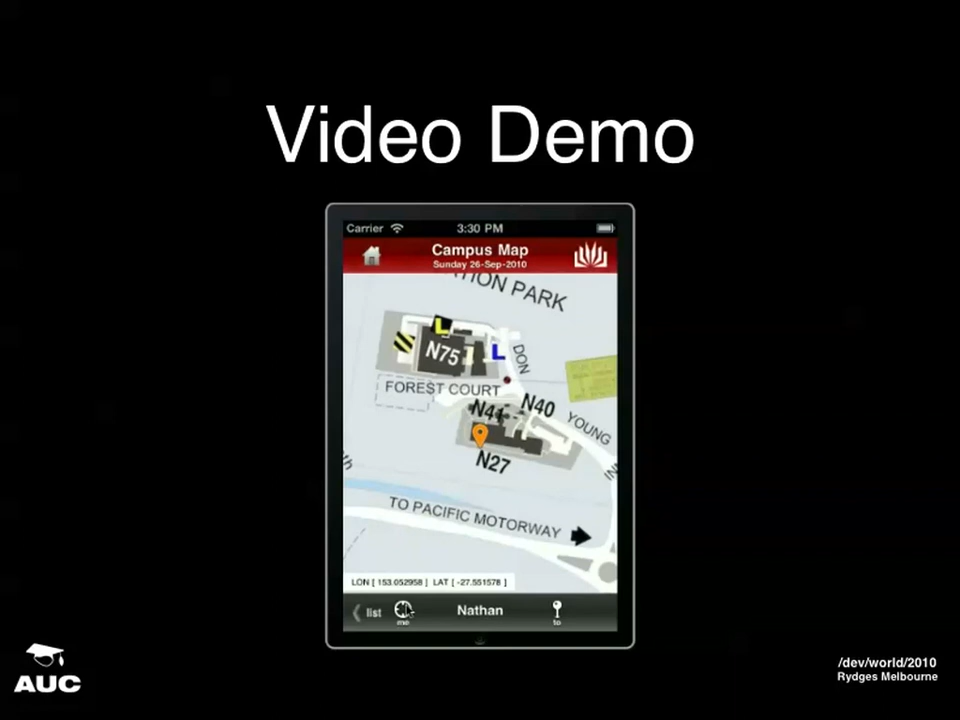 Video Demo
Carrier 3:30 PM
Campus Map
Sunday 26-Sep-2010
TION PARK
N75
L
L
DON
FOREST COURT
N41
N40
YOUNG
N27
TO PACIFIC MOTORWAY
LON [ 153.052958 ] LAT [ -27.551578 ]
list
me
Nathan
to
AUC
/dev/world/2010
Rydges Melbourne